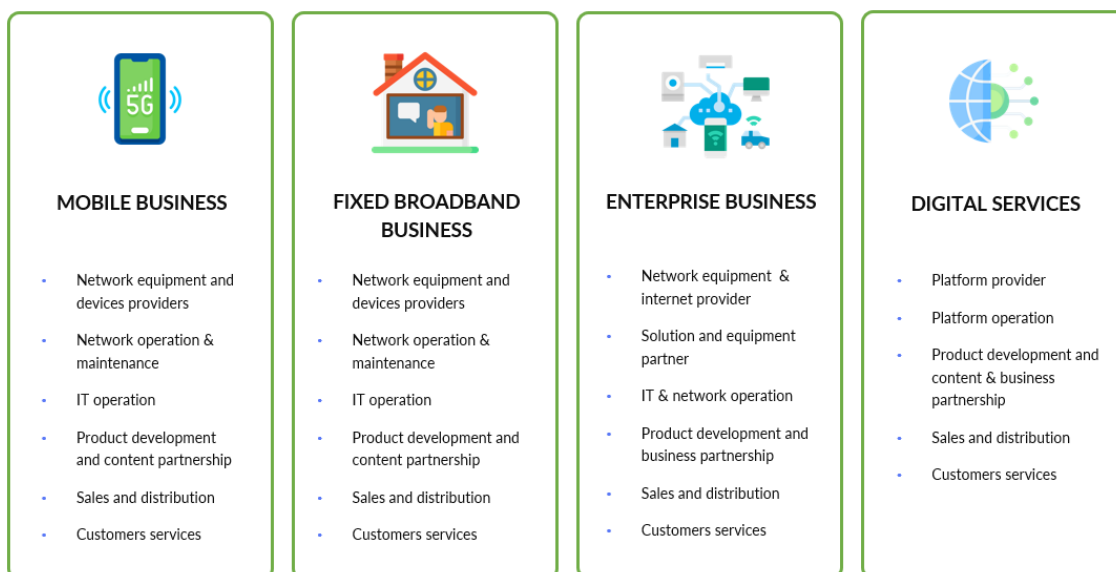 5G
MOBILE BUSINESS
Network equipment and
devices providers
Network operation &
maintenance
IT operation
Product development
and content partnership
Sales and distribution
Customers services
FIXED BROADBAND
BUSINESS
Network equipment and
devices providers
Network operation &
maintenance
IT operation
Product development and
content partnership
Sales and distribution
Customers services
ENTERPRISE BUSINESS
Network equipment  &
internet provider
Solution and equipment
partner
IT & network operation
Product development and
business partnership
Sales and distribution
Customers services
DIGITAL SERVICES
Platform provider
Platform operation
Product development and
content & business
partnership
Sales and distribution
Customers services